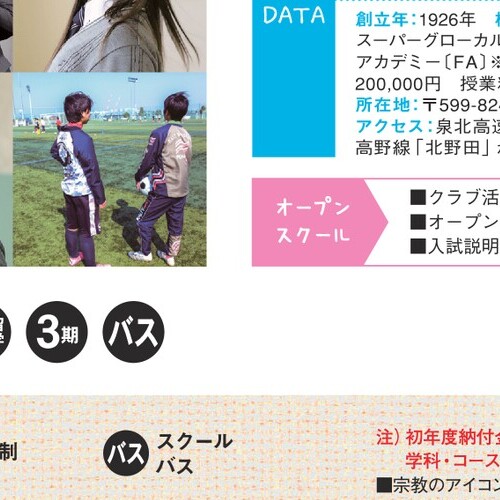 DATA
創立年：1926年
スーパーグローカル
アカデミー〔FA〕※
200,000円 授業
所在地：〒599-82
アクセス：泉北高
高野線「北野田」
オープン
スクール
■クラブ活
■オープン
■入試説明
3期
バス
制
バス
スクール
バス
注）初年度納付
学科・コース
■宗教のアイコン